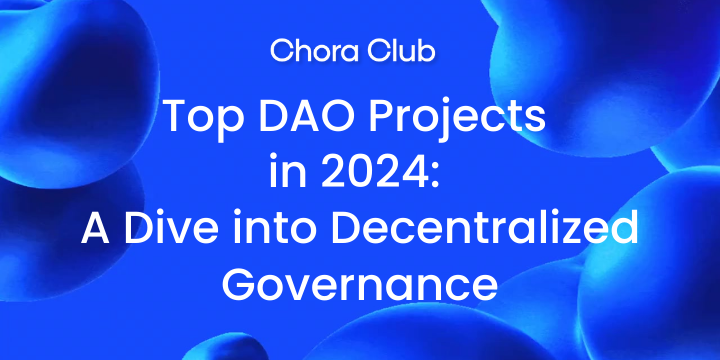 Chora Club
Top DAO Projects
in 2024:
A Dive into Decentralized
Governance